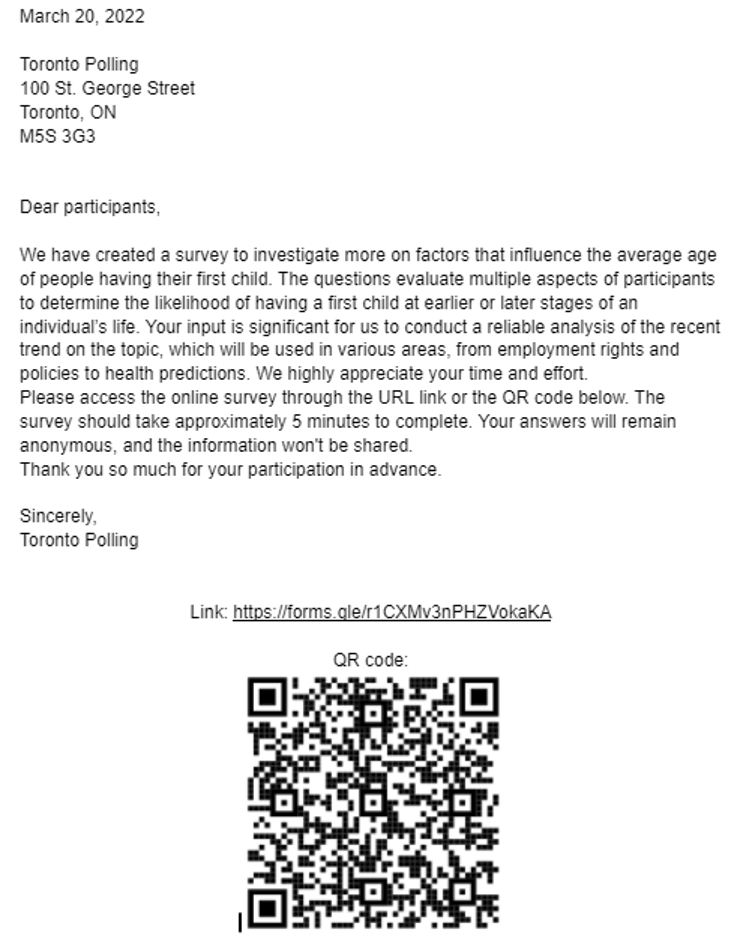 March 20, 2022
Toronto Polling
100 St. George Street
Toronto, ON
M5S 3G3
Dear participants,
We have created a survey to investigate more on factors that influence the average age
of people having their first child. The questions evaluate multiple aspects of participants
to determine the likelihood of having a first child at earlier or later stages of an
individual's life. Your input is significant for us to conduct a reliable analysis of the recent
trend on the topic, which will be used in various areas, from employment rights and
policies to health predictions. We highly appreciate your time and effort.
Please access the online survey through the URL link or the QR code below. The
survey should take approximately 5 minutes to complete. Your answers will remain
anonymous, and the information won't be shared.
Thank you so much for your participation in advance.
Sincerely,
Toronto Polling
Link: https://forms.gle/r1CXMv3nPHZVokaKA
QR code: